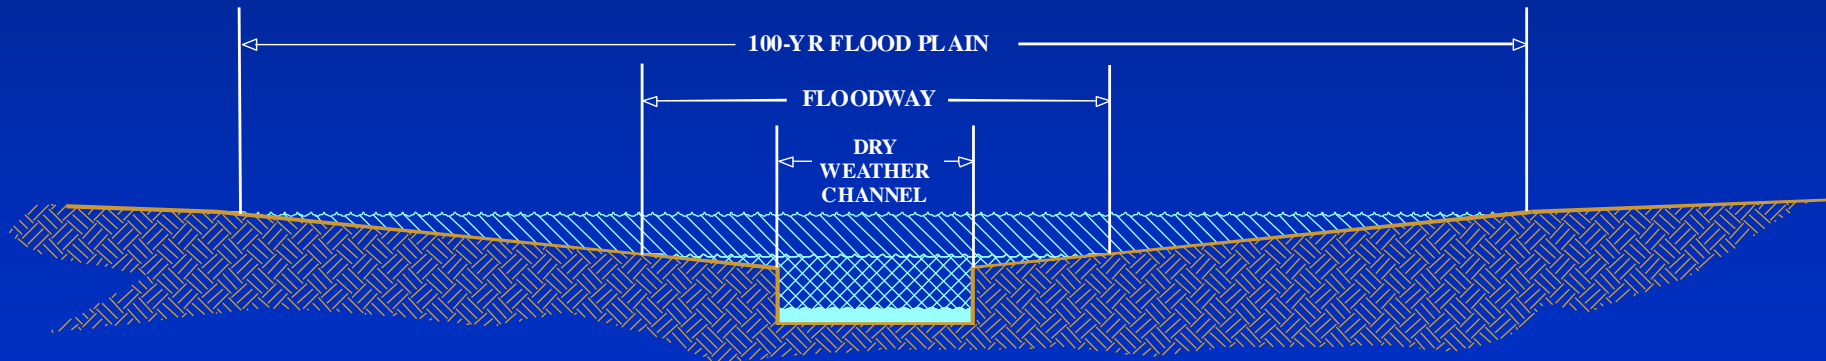 100-YR FLOOD PLAIN
FLOODWAY
DRY
WEATHER
CHANNEL